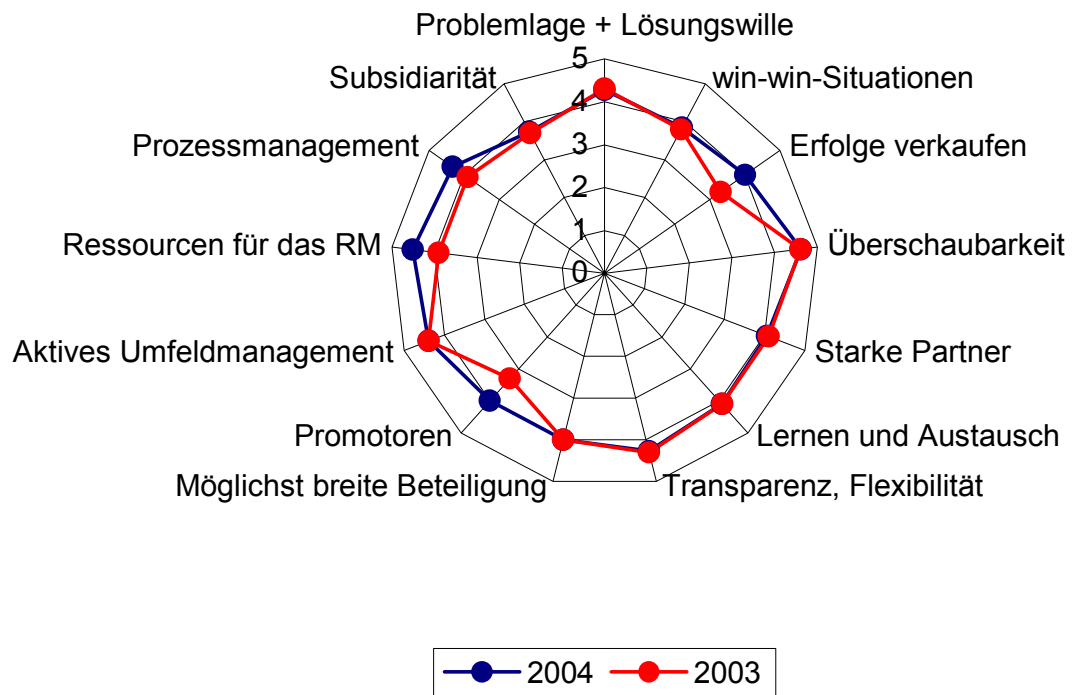 Problemlage + Lösungswille
5
Subsidiarität
win-win-Situationen
4
Prozessmanagement
Erfolge verkaufen
3
2
Ressourcen für das RM
1
Überschaubarkeit
0
Aktives Umfeldmanagement
Starke Partner
Promotoren
Lernen und Austausch
Möglichst breite Beteiligung
Transparenz, Flexibilität
2004
2003